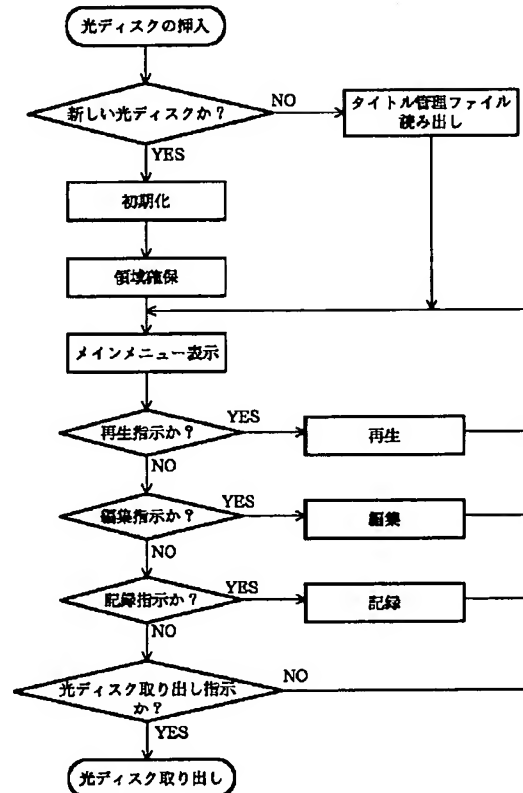 光ディスクの挿入
新しい光ディスクか？
NO
タイトル管理ファイル
読み出し
YES
初期化
領域確保
メインメニュー表示
再生指示か？
YES
再生
NO
編集指示か？
YES
編集
NO
記録指示か？
YES
記録
NO
光ディスク取り出し指示
か？
NO
YES
光ディスク取り出し